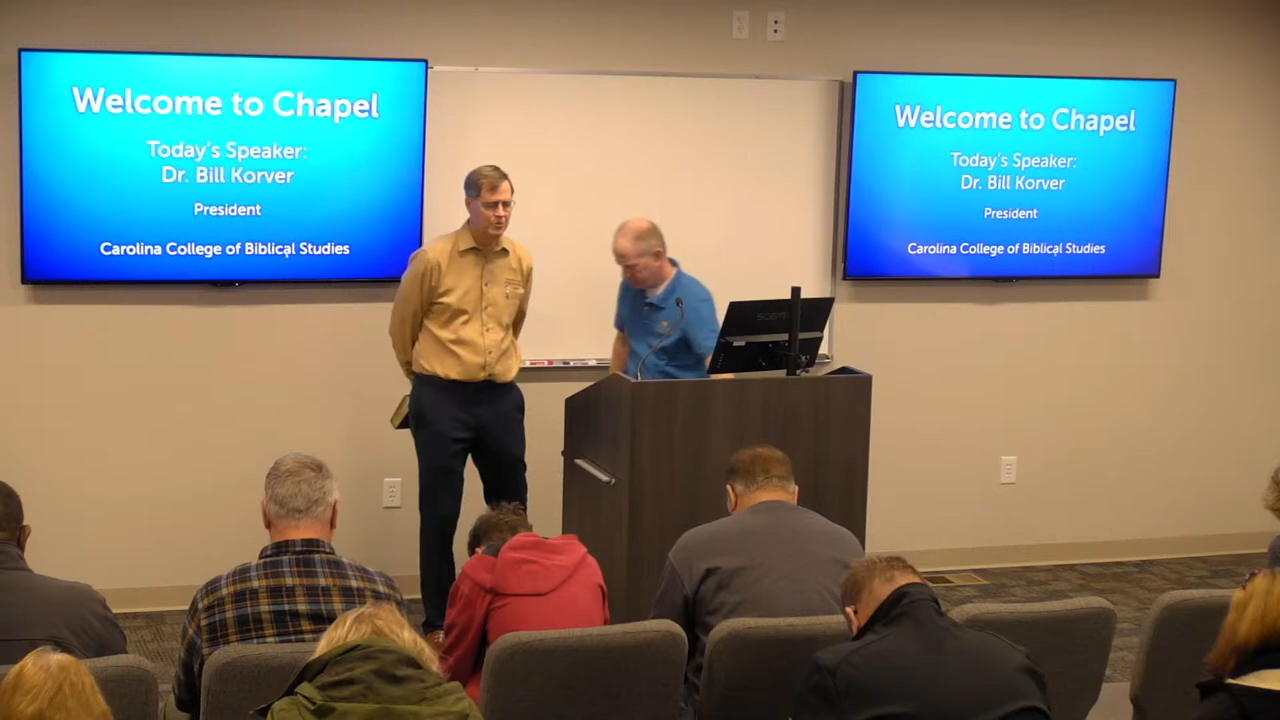 Welcome to Chapel
Today's Speaker:
Dr. Bill Korver
President
Carolina College of Biblical Studies
Welcome to Chapel
Today's Speaker:
Dr. Bill Korver
President
Carolina College of Biblical Studies